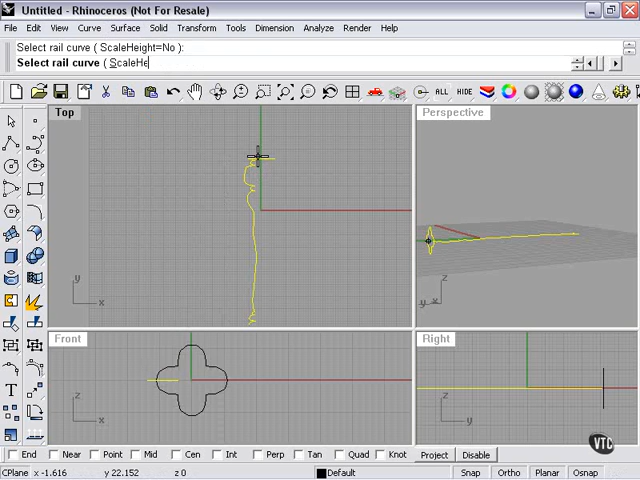 Untitled - Rhinoceros (Not For Resale)
File Edit View Curve Surface Solid Transform Tools Dimension Analyze Render Help
Select rail curve ( ScaleHeight=No ):
Select rail curve ( ScaleHe
ALL HIDE
Top
Perspective
y
x
z
y x
Front
Right
z
x
z
y
T
VTC
End Near Point Mid Cen Int Perp Tan Quad Knot Project Disable
CPlane x -1.616 y 22.152 z 0 Default Snap Ortho Planar Osnap